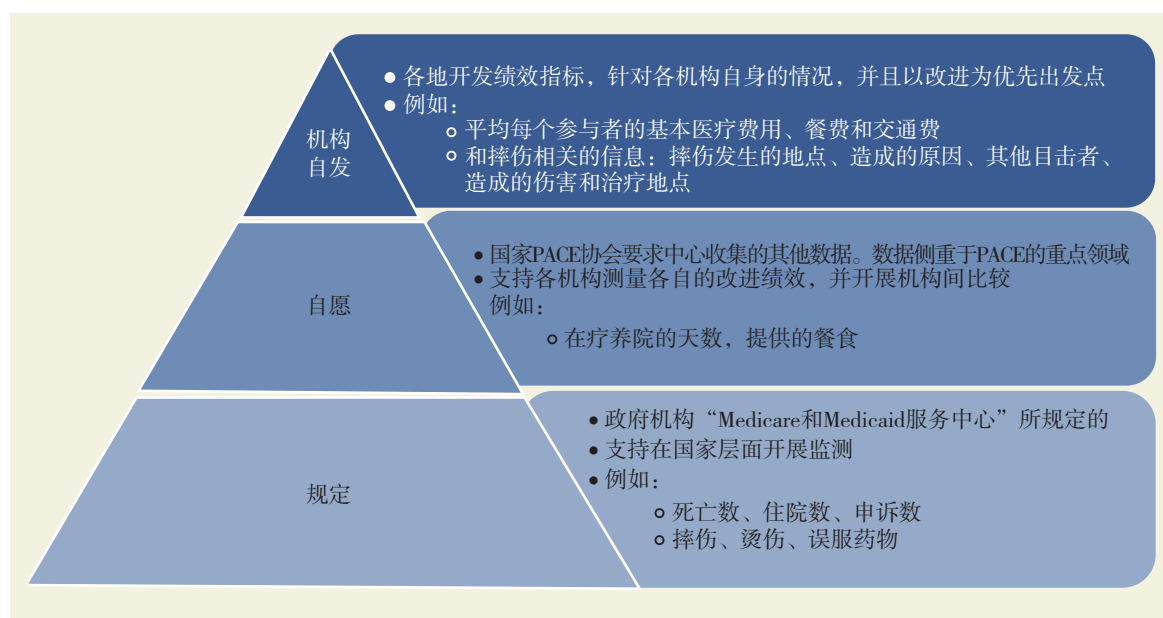 机构
自发
● 各地开发绩效指标，针对各机构自身的情况，并且以改进为优先出发点
● 例如：
○ 平均每个参与者的基本医疗费用、餐费和交通费
○ 和摔伤相关的信息：摔伤发生的地点、造成的原因、其他目击者、
造成的伤害和治疗地点
自愿
● 国家PACE协会要求中心收集的其他数据。数据侧重于PACE的重点领域
● 支持各机构测量各自的改进绩效，并开展机构间比较
例如：
○ 在疗养院的天数，提供的餐食
规定
● 政府机构“Medicare和Medicaid服务中心”所规定的
● 支持在国家层面开展监测
● 例如：
○ 死亡数、住院数、申诉数
○ 摔伤、烫伤、误服药物